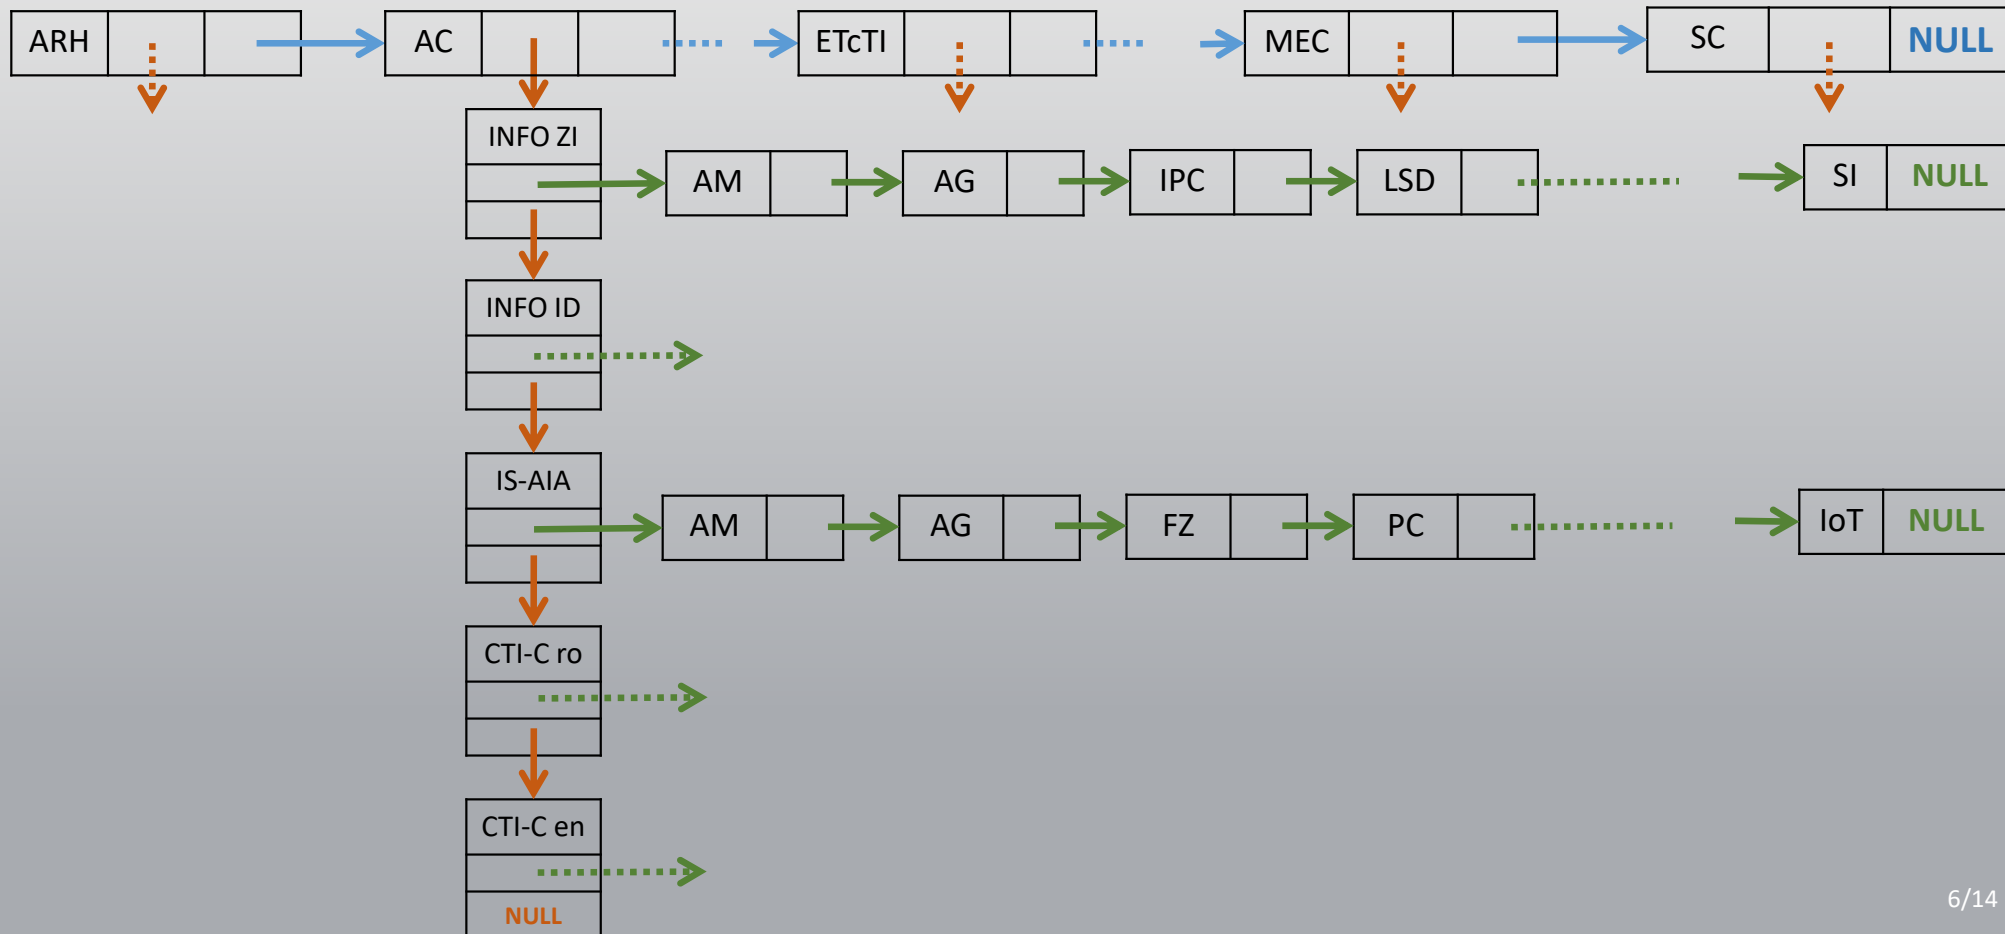 ARH AC ETcTI MEC SC NULL
INFO ZI
AM AG IPC LSD SI NULL
INFO ID
IS-AIA
AM AG FZ PC IoT NULL
CTI-C ro
CTI-C en
NULL
6/14